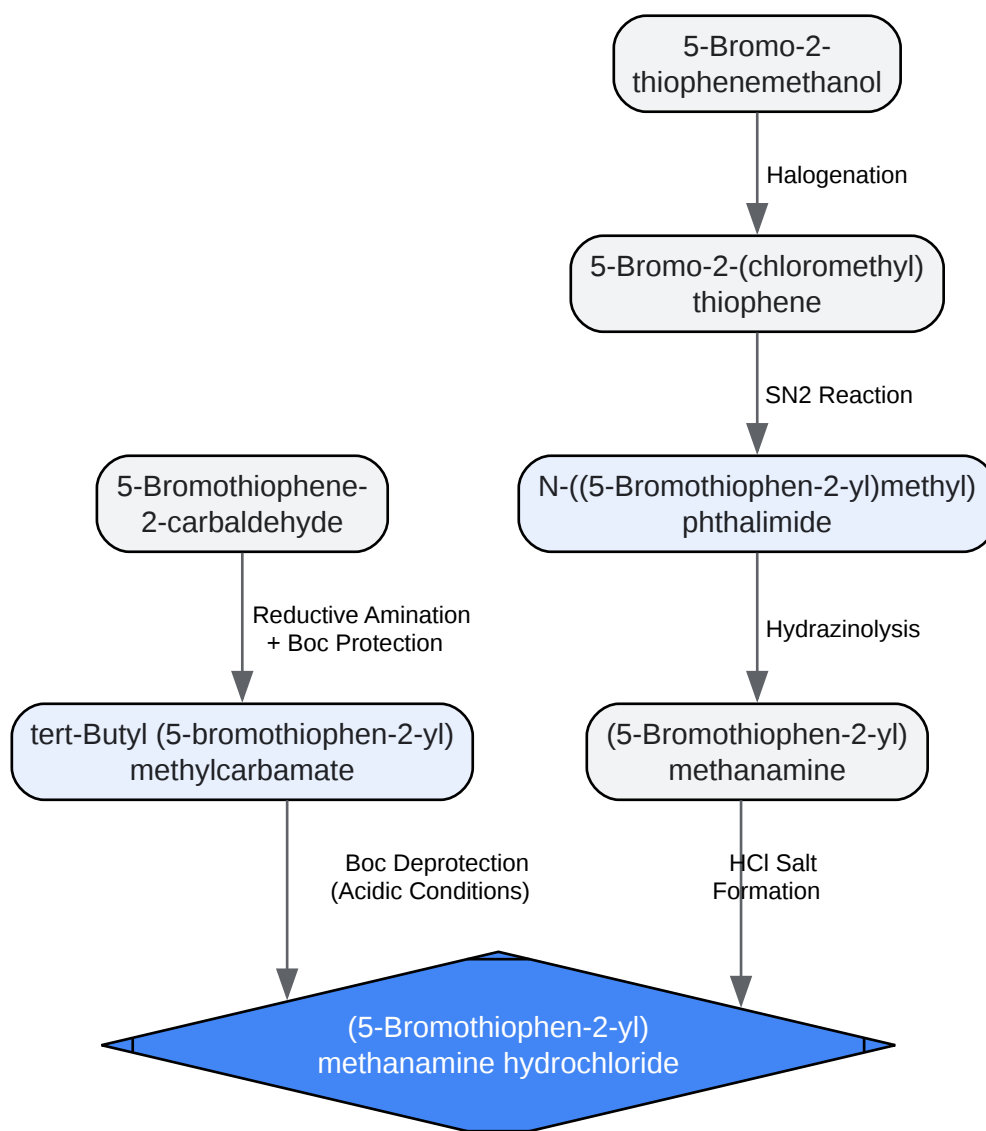 5-Bromo-2-
thiophenemethanol
Halogenation
5-Bromo-2-(chloromethyl)
thiophene
SN2 Reaction
5-Bromothiophene-
2-carbaldehyde
N-((5-Bromothiophen-2-yl)methyl)
phthalimide
Reductive Amination
+ Boc Protection
Hydrazinolysis
tert-Butyl (5-bromothiophen-2-yl)
methylcarbamate
(5-Bromothiophen-2-yl)
methanamine
Boc Deprotection
(Acidic Conditions)
HCl Salt
Formation
(5-Bromothiophen-2-yl)
methanamine hydrochloride